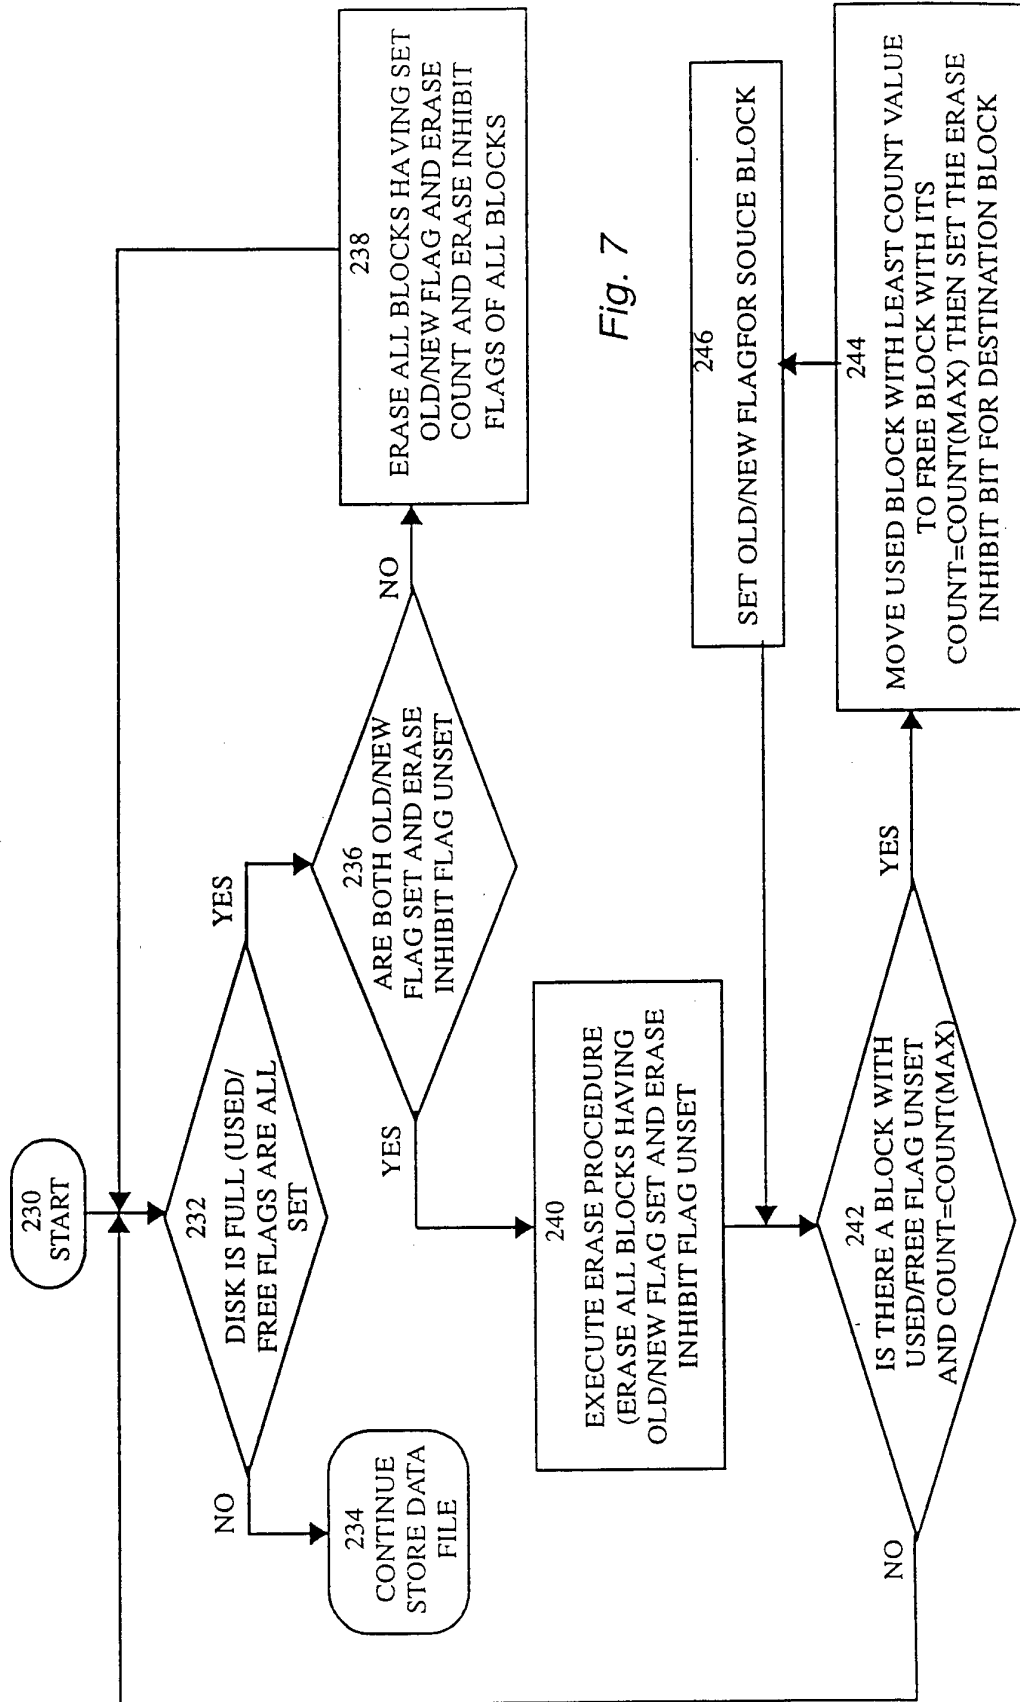 230
START
232
DISK IS FULL (USED/
FREE FLAGS ARE ALL
SET
NO
YES
234
CONTINUE
STORE DATA
FILE
236
ARE BOTH OLD/NEW
FLAG SET AND ERASE
INHIBIT FLAG UNSET
YES
NO
238
ERASE ALL BLOCKS HAVING SET
OLD/NEW FLAG AND ERASE
COUNT AND ERASE INHIBIT
FLAGS OF ALL BLOCKS
240
EXECUTE ERASE PROCEDURE
(ERASE ALL BLOCKS HAVING
OLD/NEW FLAG SET AND ERASE
INHIBIT FLAG UNSET
242
IS THERE A BLOCK WITH
USED/FREE FLAG UNSET
AND COUNT=COUNT(MAX)
NO
YES
244
MOVE USED BLOCK WITH LEAST COUNT VALUE
TO FREE BLOCK WITH ITS
COUNT=COUNT(MAX) THEN SET THE ERASE
INHIBIT BIT FOR DESTINATION BLOCK
246
SET OLD/NEW FLAGFOR SOUCE BLOCK
Fig. 7